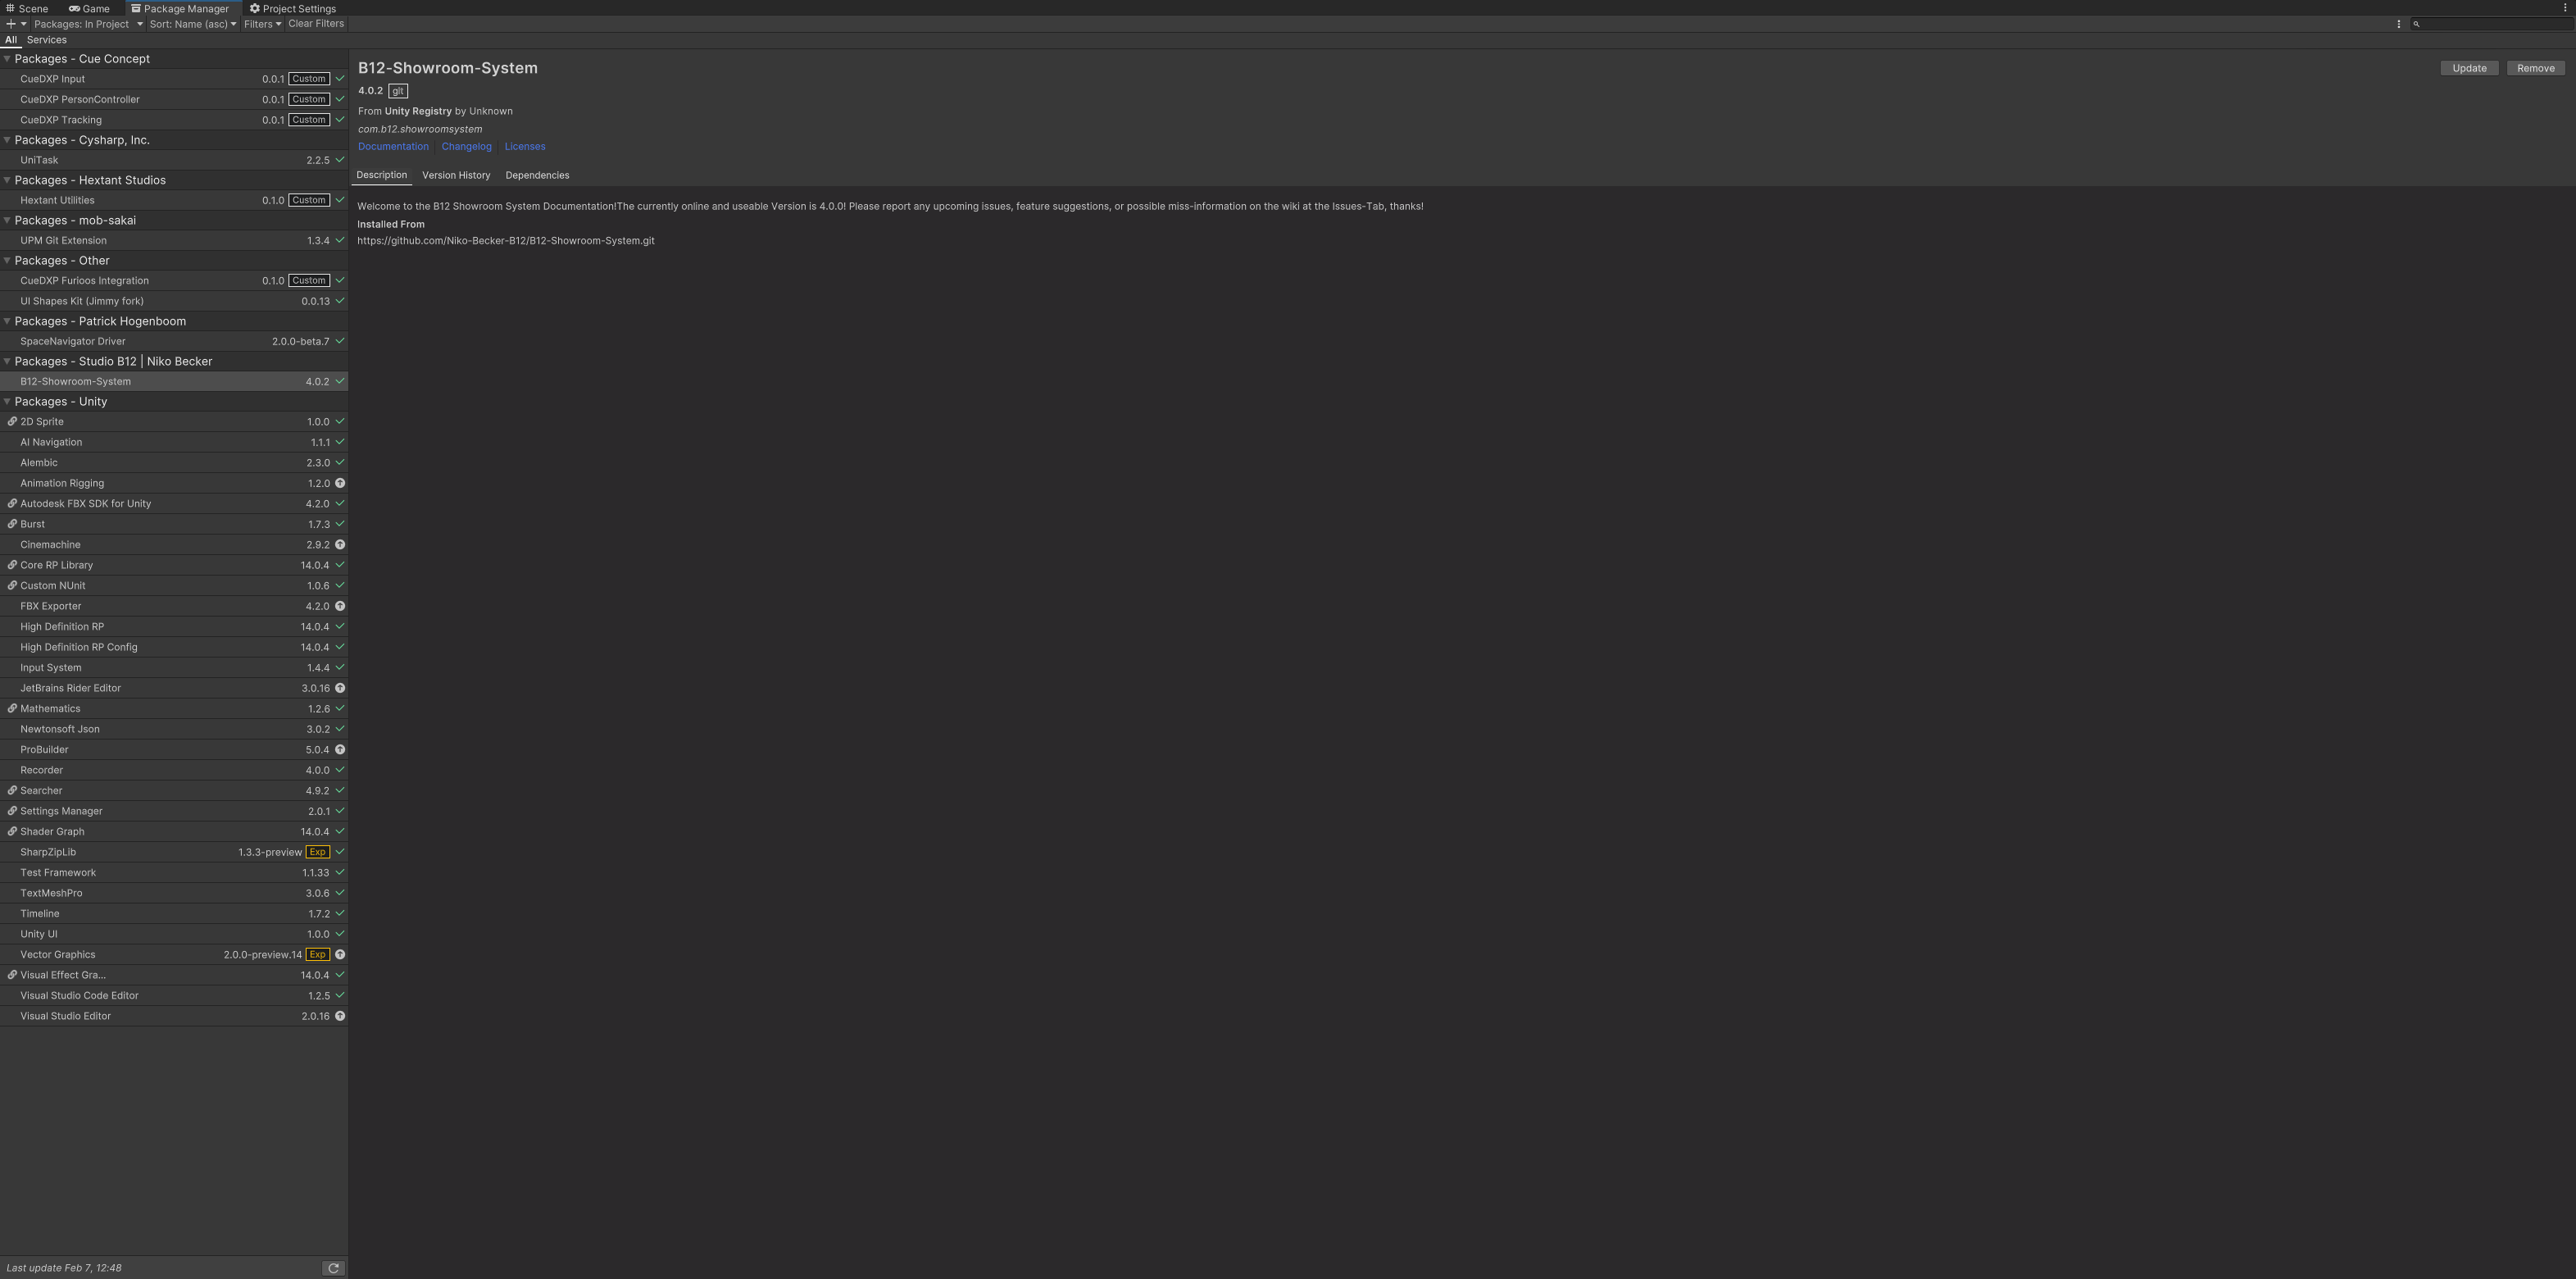 Scene Game Package Manager Project Settings
Packages: In Project Sort: Name (asc) Filters Clear Filters
All Services
Packages - Cue Concept
CueDXP Input 0.0.1 Custom
CueDXP PersonController 0.0.1 Custom
CueDXP Tracking 0.0.1 Custom
Packages - Cysharp, Inc.
UniTask 2.2.5
Packages - Hextant Studios
Hextant Utilities 0.1.0 Custom
Packages - mob-sakai
UPM Git Extension 1.3.4
Packages - Other
CueDXP Furioos Integration 0.1.0 Custom
UI Shapes Kit (Jimmy fork) 0.0.13
Packages - Patrick Hogenboom
SpaceNavigator Driver 2.0.0-beta.7
Packages - Studio B12 | Niko Becker
B12-Showroom-System 4.0.2
Packages - Unity
2D Sprite 1.0.0
AI Navigation 1.1.1
Alembic 2.3.0
Animation Rigging 1.2.0
Autodesk FBX SDK for Unity 4.2.0
Burst 1.7.3
Cinemachine 2.9.2
Core RP Library 14.0.4
Custom NUnit 1.0.6
FBX Exporter 4.2.0
High Definition RP 14.0.4
High Definition RP Config 14.0.4
Input System 1.4.4
JetBrains Rider Editor 3.0.16
Mathematics 1.2.6
Newtonsoft Json 3.0.2
ProBuilder 5.0.4
Recorder 4.0.0
Searcher 4.9.2
Settings Manager 2.0.1
Shader Graph 14.0.4
SharpZipLib 1.3.3-preview Exp
Test Framework 1.1.33
TextMeshPro 3.0.6
Timeline 1.7.2
Unity UI 1.0.0
Vector Graphics 2.0.0-preview.14 Exp
Visual Effect Gra... 14.0.4
Visual Studio Code Editor 1.2.5
Visual Studio Editor 2.0.16
Last update Feb 7, 12:48
B12-Showroom-System
Update Remove
4.0.2 git
From Unity Registry by Unknown
com.b12.showroomsystem
Documentation Changelog Licenses
Description Version History Dependencies
Welcome to the B12 Showroom System Documentation!The currently online and useable Version is 4.0.0! Please report any upcoming issues, feature suggestions, or possible miss-information on the wiki at the Issues-Tab, thanks!
Installed From
https://github.com/Niko-Becker-B12/B12-Showroom-System.git